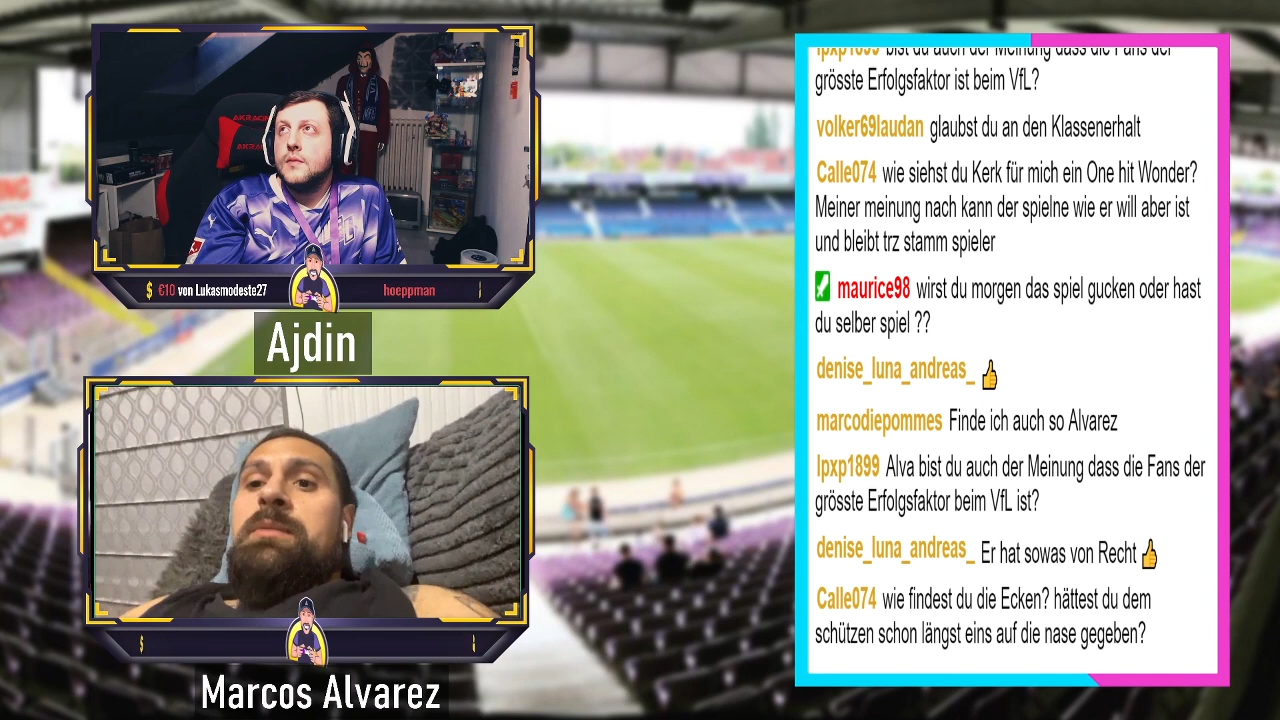 AKRACING
AKRACING
$ €10 von Lukasmodeste27
hoeppman
Ajdin
$
Marcos Alvarez
lpxp1899 bist du auch der Meinung dass die Fans der
grösste Erfolgsfaktor ist beim VfL?
volker69laudan glaubst du an den Klassenerhalt
Calle074 wie siehst du Kerk für mich ein One hit Wonder?
Meiner meinung nach kann der spielne wie er will aber ist
und bleibt trz stamm spieler
maurice98 wirst du morgen das spiel gucken oder hast
du selber spiel ??
denise_luna_andreas_ 👍
marcodiepommes Finde ich auch so Alvarez
lpxp1899 Alva bist du auch der Meinung dass die Fans der
grösste Erfolgsfaktor beim VfL ist?
denise_luna_andreas_ Er hat sowas von Recht 👍
Calle074 wie findest du die Ecken? hättest du dem
schützen schon längst eins auf die nase gegeben?